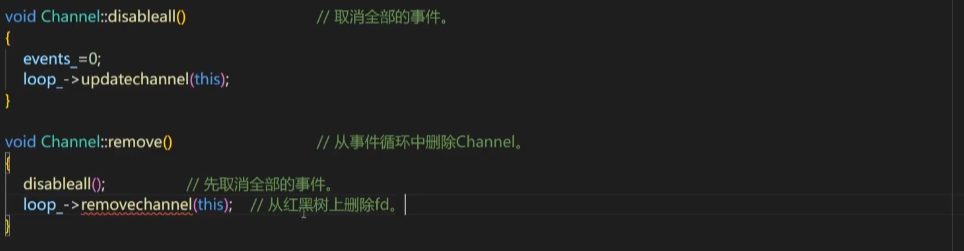 void Channel::disableall() // 取消全部的事件。
{
events_=0;
loop_->updatechannel(this);
}
void Channel::remove() // 从事件循环中删除Channel。
{
disableall(); // 先取消全部的事件。
loop_->removechannel(this); // 从红黑树上删除fd。
}